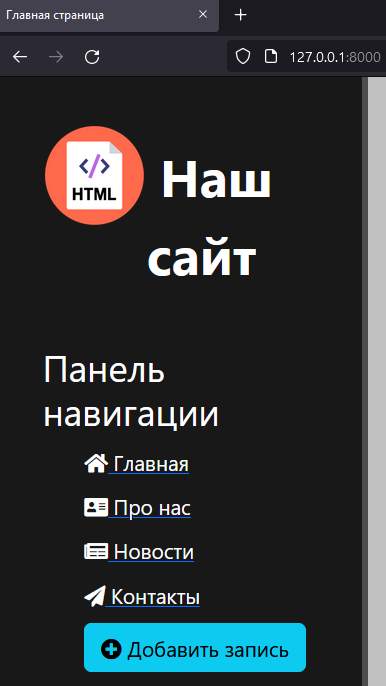 Главная страница
127.0.0.1:8000
HTML
Наш
сайт
Панель
навигации
Главная
Про нас
Новости
Контакты
Добавить запись